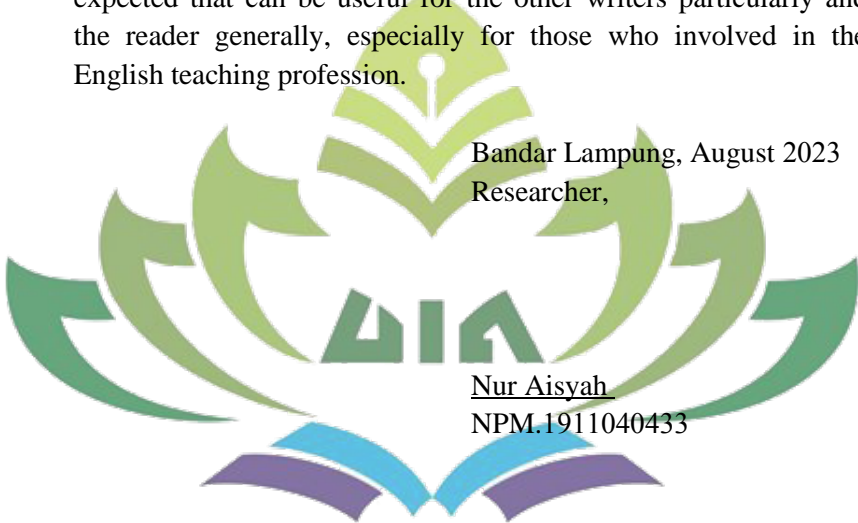 expected that can be useful for the other writers particularly and
the reader generally, especially for those who involved in the
English teaching profession.
Bandar Lampung, August 2023
Researcher,
UIN
Nur Aisyah
NPM.1911040433